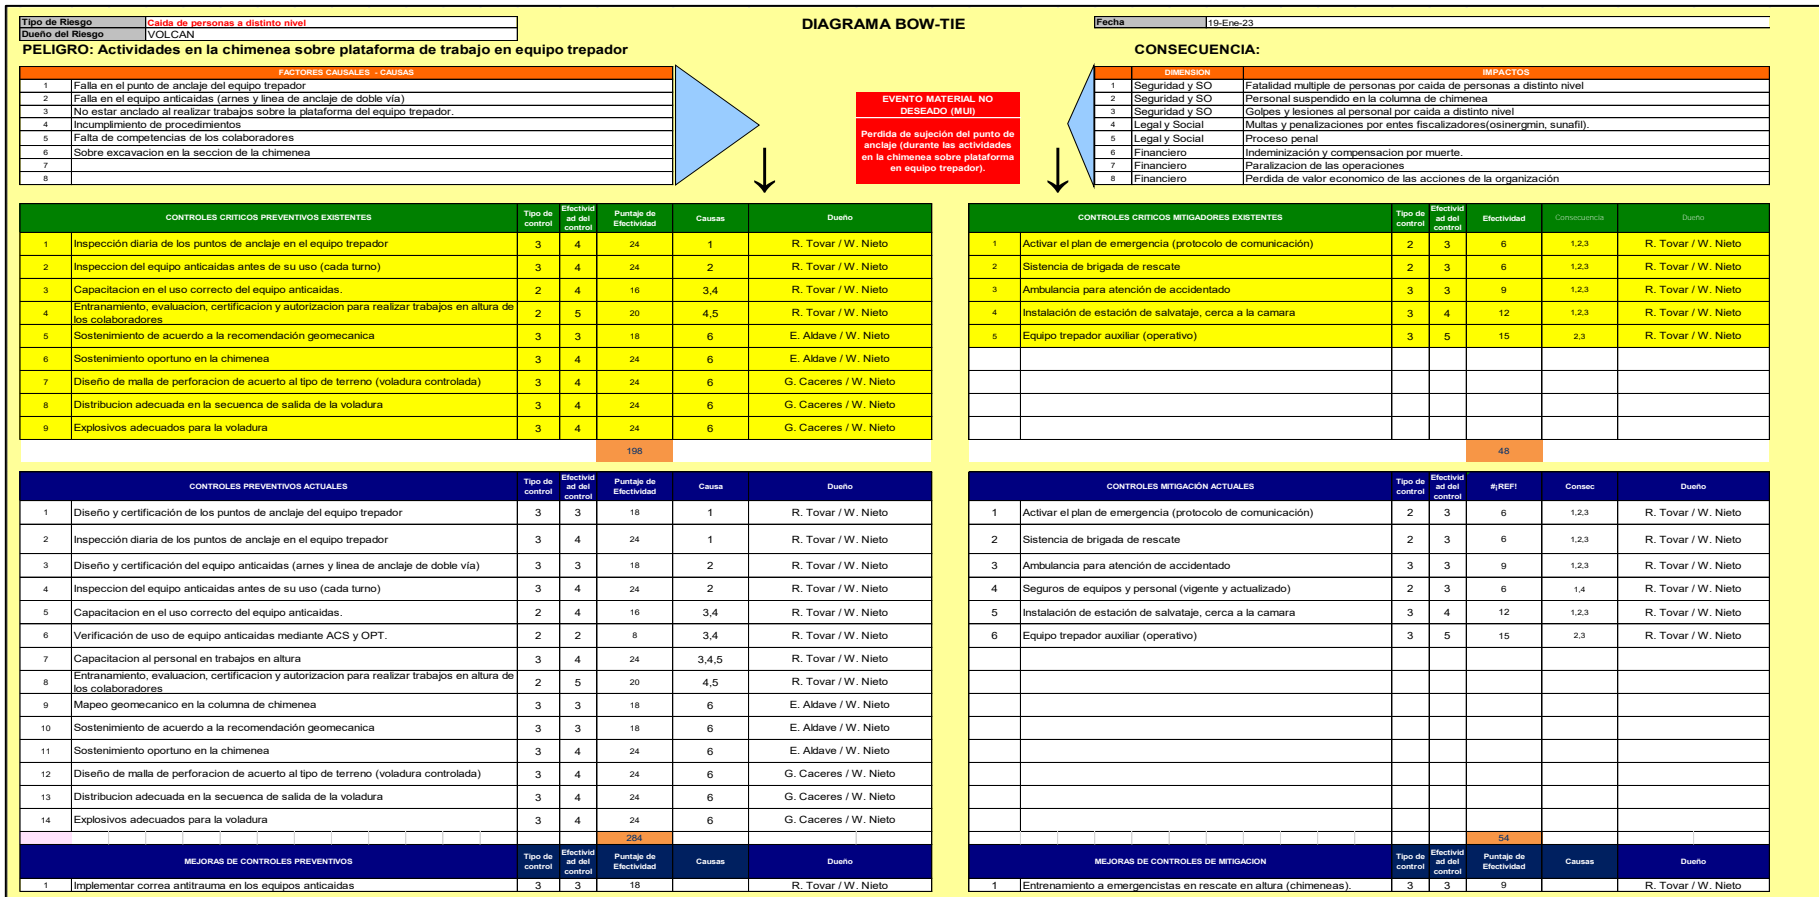 Tipo de Riesgo Caida de personas a distinto nivel
Dueño del Riesgo VOLCAN
DIAGRAMA BOW-TIE
Fecha 19-Ene-23
PELIGRO: Actividades en la chimenea sobre plataforma de trabajo en equipo trepador
CONSECUENCIA:
FACTORES CAUSALES - CAUSAS
1 Falla en el punto de anclaje del equipo trepador
2 Falla en el equipo anticaidas (arnes y linea de anclaje de doble vía)
3 No estar anclado al realizar trabajos sobre la plataforma del equipo trepador.
4 Incumplimiento de procedimientos
5 Falta de competencias de los colaboradores
6 Sobre excavacion en la seccion de la chimenea
7
8
EVENTO MATERIAL NO
DESEADO (MUI)
Perdida de sujeción del punto de
anclaje (durante las actividades
en la chimenea sobre plataforma
en equipo trepador).
DIMENSION IMPACTOS
1 Seguridad y SO Fatalidad multiple de personas por caida de personas a distinto nivel
2 Seguridad y SO Personal suspendido en la columna de chimenea
3 Seguridad y SO Golpes y lesiones al personal por caida a distinto nivel
4 Legal y Social Multas y penalizaciones por entes fiscalizadores(osinergmin, sunafil).
5 Legal y Social Proceso penal
6 Financiero Indeminización y compensacion por muerte.
7 Financiero Paralizacion de las operaciones
8 Financiero Perdida de valor economico de las acciones de la organización
CONTROLES CRITICOS PREVENTIVOS EXISTENTES Tipo de control Efectivid ad del control Puntaje de Efectividad Causas Dueño
1 Inspección diaria de los puntos de anclaje en el equipo trepador 3 4 24 1 R. Tovar / W. Nieto
2 Inspeccion del equipo anticaidas antes de su uso (cada turno) 3 4 24 2 R. Tovar / W. Nieto
3 Capacitacion en el uso correcto del equipo anticaidas. 2 4 16 3,4 R. Tovar / W. Nieto
4 Entranamiento, evaluacion, certificacion y autorizacion para realizar trabajos en altura de
los colaboradores 2 5 20 4,5 R. Tovar / W. Nieto
5 Sostenimiento de acuerdo a la recomendación geomecanica 3 3 18 6 E. Aldave / W. Nieto
6 Sostenimiento oportuno en la chimenea 3 4 24 6 E. Aldave / W. Nieto
7 Diseño de malla de perforacion de acuerto al tipo de terreno (voladura controlada) 3 4 24 6 G. Caceres / W. Nieto
8 Distribucion adecuada en la secuenca de salida de la voladura 3 4 24 6 G. Caceres / W. Nieto
9 Explosivos adecuados para la voladura 3 4 24 6 G. Caceres / W. Nieto
198
CONTROLES CRITICOS MITIGADORES EXISTENTES Tipo de control Efectivid ad del control Efectividad Consecuencia Dueño
1 Activar el plan de emergencia (protocolo de comunicación) 2 3 6 1,2,3 R. Tovar / W. Nieto
2 Sistencia de brigada de rescate 2 3 6 1,2,3 R. Tovar / W. Nieto
3 Ambulancia para atención de accidentado 3 3 9 1,2,3 R. Tovar / W. Nieto
4 Instalación de estación de salvataje, cerca a la camara 3 4 12 1,2,3 R. Tovar / W. Nieto
5 Equipo trepador auxiliar (operativo) 3 5 15 2,3 R. Tovar / W. Nieto
48
CONTROLES PREVENTIVOS ACTUALES Tipo de control Efectivid ad del control Puntaje de Efectividad Causa Dueño
1 Diseño y certificación de los puntos de anclaje del equipo trepador 3 3 18 1 R. Tovar / W. Nieto
2 Inspección diaria de los puntos de anclaje en el equipo trepador 3 4 24 1 R. Tovar / W. Nieto
3 Diseño y certificación del equipo anticaidas (arnes y linea de anclaje de doble vía) 3 3 18 2 R. Tovar / W. Nieto
4 Inspeccion del equipo anticaidas antes de su uso (cada turno) 3 4 24 2 R. Tovar / W. Nieto
5 Capacitacion en el uso correcto del equipo anticaidas. 2 4 16 3,4 R. Tovar / W. Nieto
6 Verificación de uso de equipo anticaidas mediante ACS y OPT. 2 2 8 3,4 R. Tovar / W. Nieto
7 Capacitacion al personal en trabajos en altura 3 4 24 3,4,5 R. Tovar / W. Nieto
8 Entranamiento, evaluacion, certificacion y autorizacion para realizar trabajos en altura de
los colaboradores 2 5 20 4,5 R. Tovar / W. Nieto
9 Mapeo geomecanico en la columna de chimenea 3 3 18 6 E. Aldave / W. Nieto
10 Sostenimiento de acuerdo a la recomendación geomecanica 3 3 18 6 E. Aldave / W. Nieto
11 Sostenimiento oportuno en la chimenea 3 4 24 6 E. Aldave / W. Nieto
12 Diseño de malla de perforacion de acuerto al tipo de terreno (voladura controlada) 3 4 24 6 G. Caceres / W. Nieto
13 Distribucion adecuada en la secuenca de salida de la voladura 3 4 24 6 G. Caceres / W. Nieto
14 Explosivos adecuados para la voladura 3 4 24 6 G. Caceres / W. Nieto
284
CONTROLES MITIGACIÓN ACTUALES Tipo de control Efectivid ad del control #¡REF! Consec Dueño
1 Activar el plan de emergencia (protocolo de comunicación) 2 3 6 1,2,3 R. Tovar / W. Nieto
2 Sistencia de brigada de rescate 2 3 6 1,2,3 R. Tovar / W. Nieto
3 Ambulancia para atención de accidentado 3 3 9 1,2,3 R. Tovar / W. Nieto
4 Seguros de equipos y personal (vigente y actualizado) 2 3 6 1,4 R. Tovar / W. Nieto
5 Instalación de estación de salvataje, cerca a la camara 3 4 12 1,2,3 R. Tovar / W. Nieto
6 Equipo trepador auxiliar (operativo) 3 5 15 2,3 R. Tovar / W. Nieto
54
MEJORAS DE CONTROLES PREVENTIVOS Tipo de control Efectivid ad del control Puntaje de Efectividad Causas Dueño
1 Implementar correa antitrauma en los equipos anticaidas 3 3 18 R. Tovar / W. Nieto
MEJORAS DE CONTROLES DE MITIGACION Tipo de control Efectivid ad del control Puntaje de Efectividad Causas Dueño
1 Entrenamiento a emergencistas en rescate en altura (chimeneas). 3 3 9 R. Tovar / W. Nieto